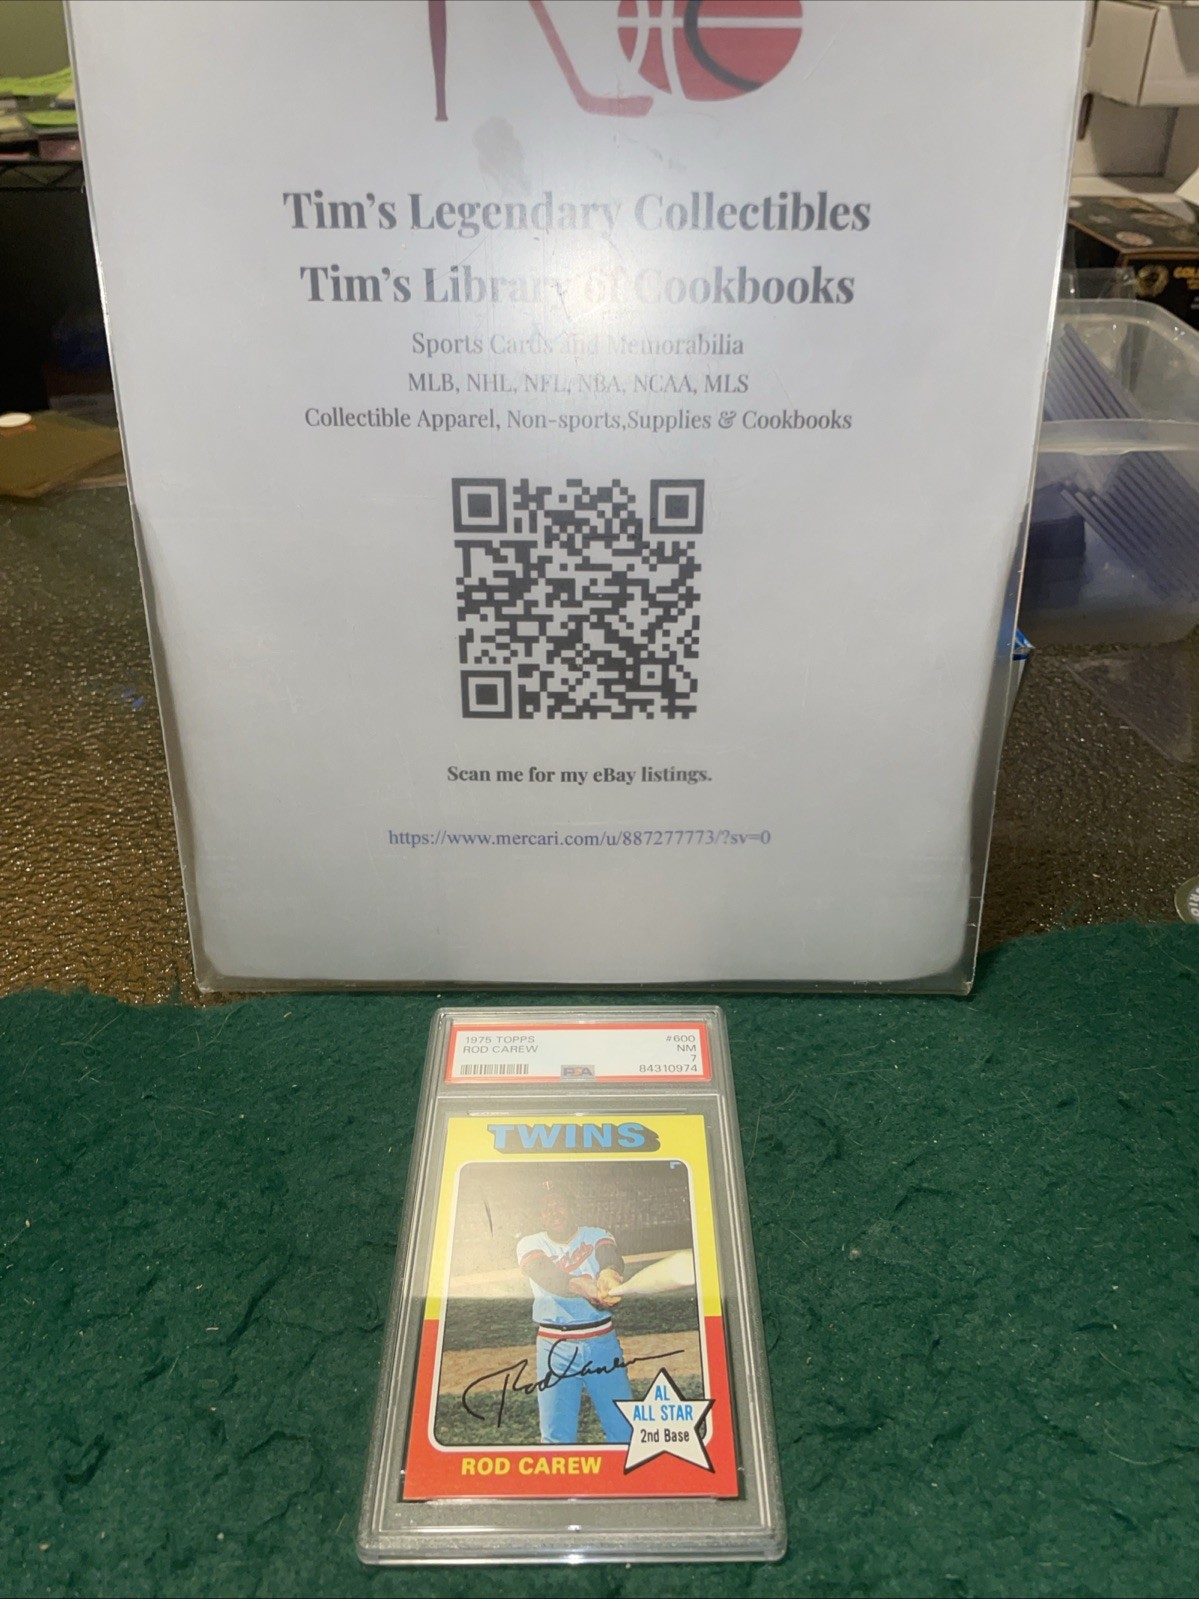 Tim's Legendary Collectibles
Tim's Library of Cookbooks
Sports Cards and Memorabilia
MLB, NHL, NFL, NBA, NCAA, MLS
Collectible Apparel, Non-sports,Supplies & Cookbooks
Scan me for my eBay listings.
https://www.mercari.com/u/887277773/?sv=0
1975 TOPPS #600
ROD CAREW NM
7
PSA 84310974
TWINS
Rod Carew
AL
ALL STAR
2nd Base
ROD CAREW